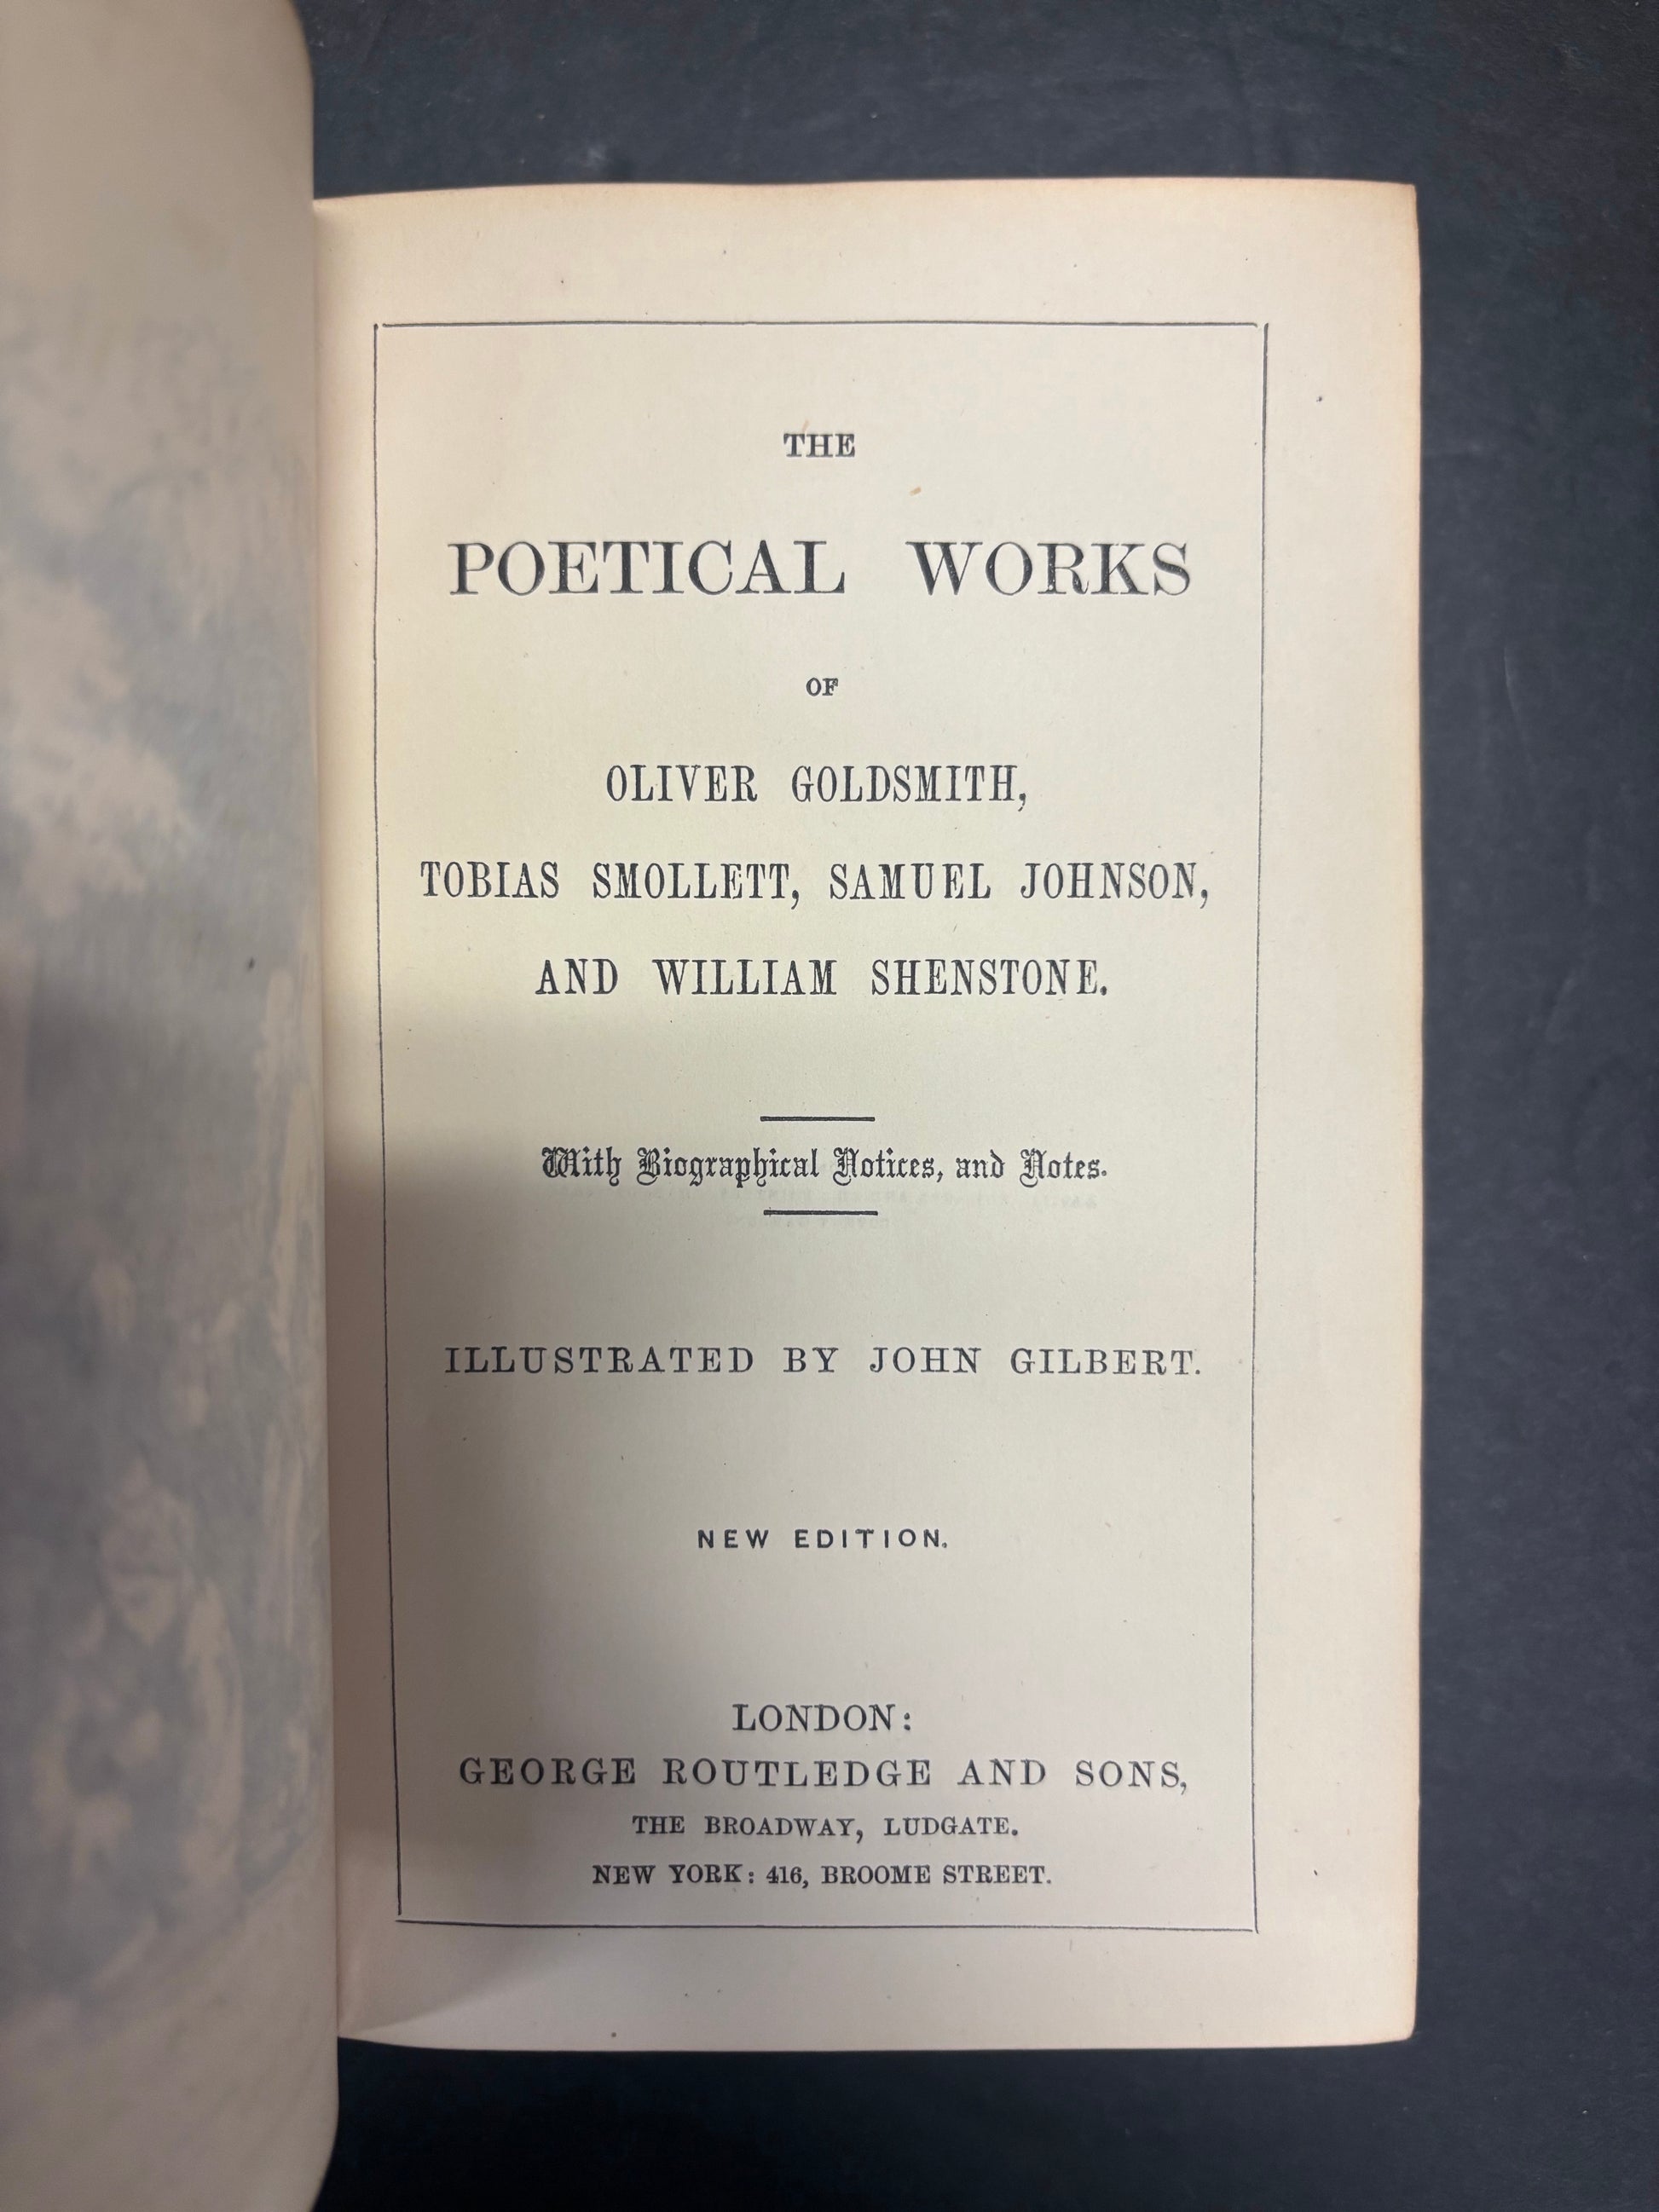 THE
POETICAL WORKS
OF
OLIVER GOLDSMITH,
TOBIAS SMOLLETT, SAMUEL JOHNSON,
AND WILLIAM SHENSTONE.
With Biographical Notices, and Notes.
ILLUSTRATED BY JOHN GILBERT.
NEW EDITION.
LONDON:
GEORGE ROUTLEDGE AND SONS,
THE BROADWAY, LUDGATE.
NEW YORK: 416, BROOME STREET.